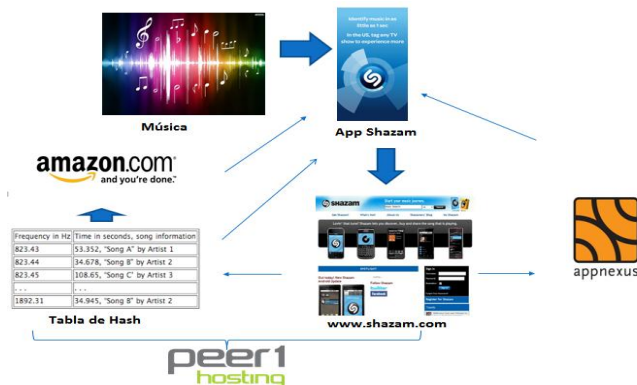 Identify music in as
little as 1 sec
In the US, tag any TV
show to experience more
Música
App Shazam
amazon.com
and you're done.™
SHAZAM
appnexus
Frequency in Hz Time in seconds, song information
823.43 53.352, "Song A" by Artist 1
823.44 34.678, "Song B" by Artist 2
823.45 108.65, "Song C' by Artist 3
. . . . . .
1892.31 34.945, "Song B" by Artist 2
Tabla de Hash
www.shazam.com
peer1
hosting